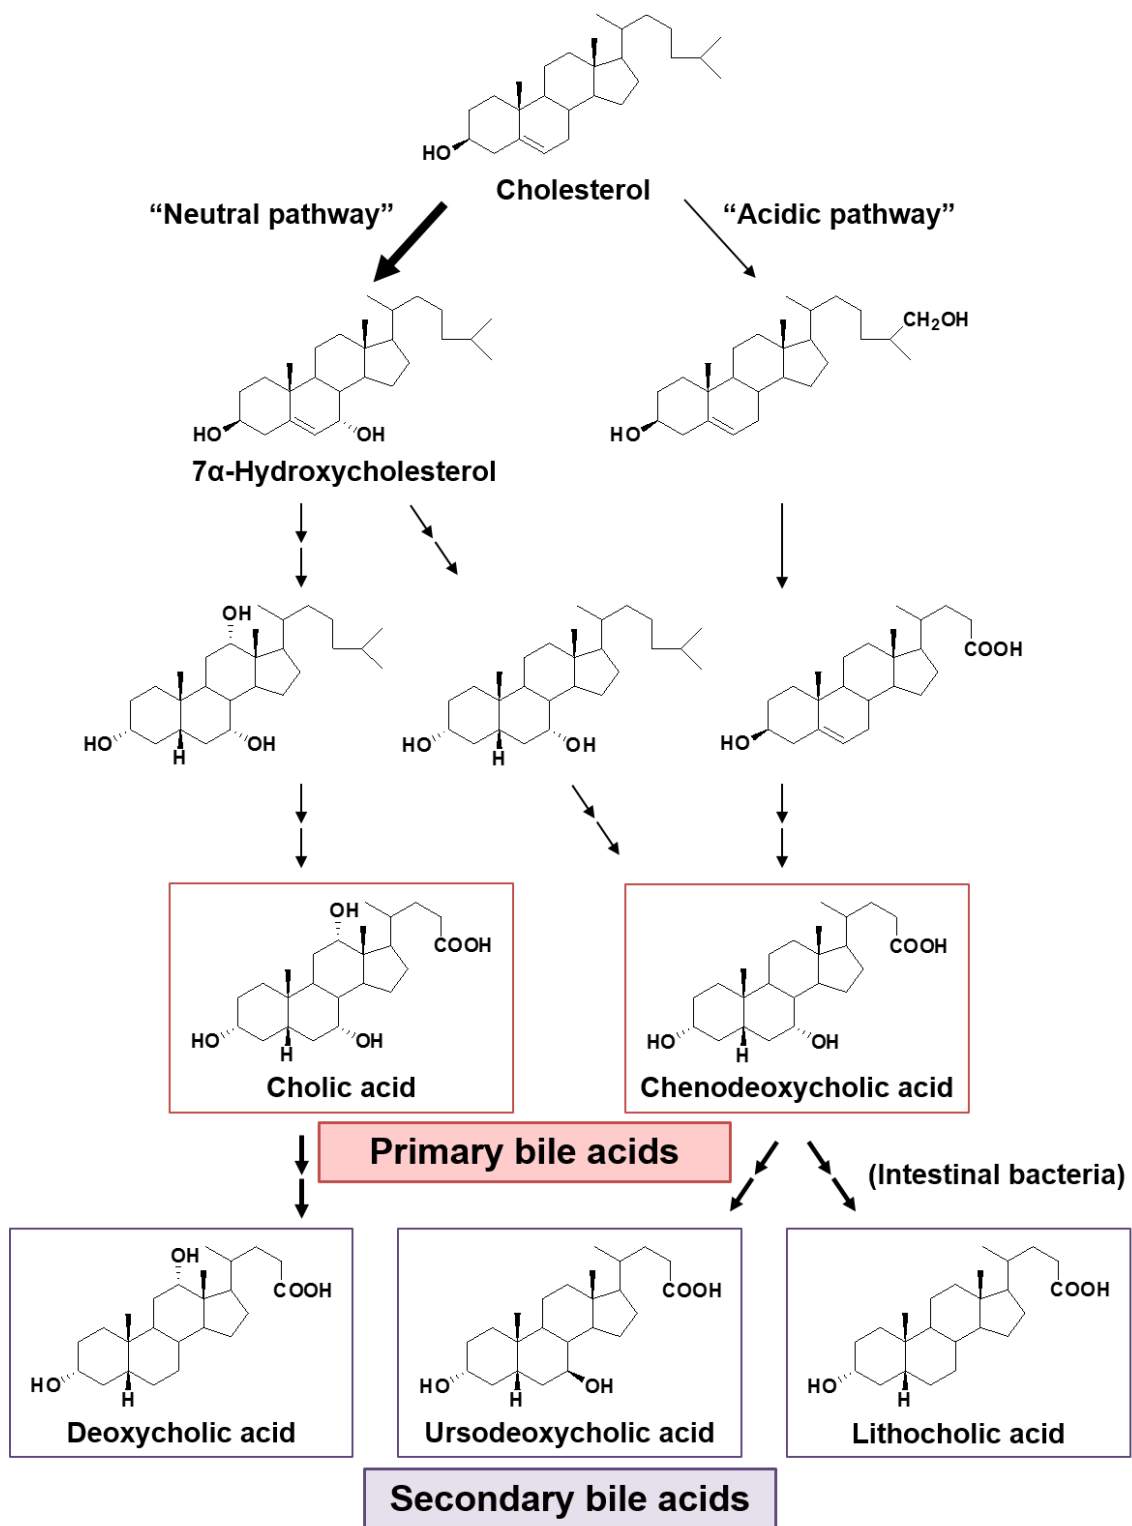 HO
Cholesterol
“Neutral pathway”
“Acidic pathway”
CH₂OH
HO
OH
HO
7α-Hydroxycholesterol
OH
COOH
HO
OH
H
HO
OH
H
HO
OH
COOH
HO
OH
H
Cholic acid
COOH
HO
OH
H
Chenodeoxycholic acid
Primary bile acids
(Intestinal bacteria)
OH
COOH
HO
H
Deoxycholic acid
COOH
HO
OH
H
Ursodeoxycholic acid
COOH
HO
H
Lithocholic acid
Secondary bile acids